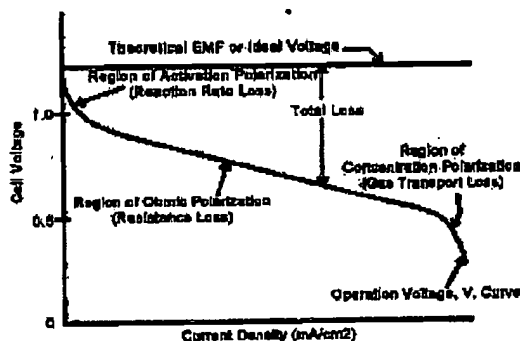 Theoretical EMF or Ideal Voltage
Region of Activation Polarization
(Reaction Rate Loss)
Total Loss
1.0
Region of
Concentration Polarization
(Gas Transport Loss)
Cell Voltage
Region of Ohmic Polarization
(Resistance Loss)
0.5
Operation Voltage, V, Curve
0
Current Density (mA/cm2)